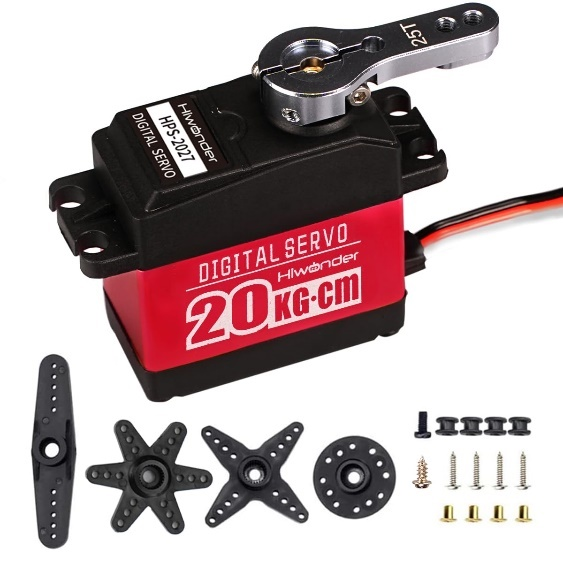 25T
Hiwonder
HPS-2027
DIGITAL SERVO
DIGITAL SERVO
Hiwonder
20KG·cm